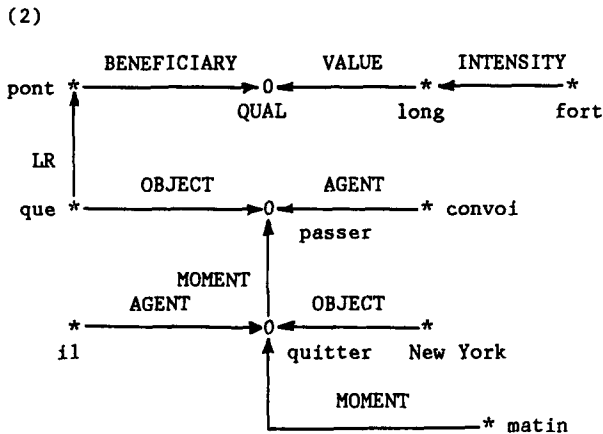 (2)
BENEFICIARY VALUE INTENSITY
pont * 0 * *
QUAL long fort
LR
OBJECT AGENT
que * 0 * convoi
passer
MOMENT
AGENT OBJECT
* 0 *
il quitter New York
MOMENT
* matin